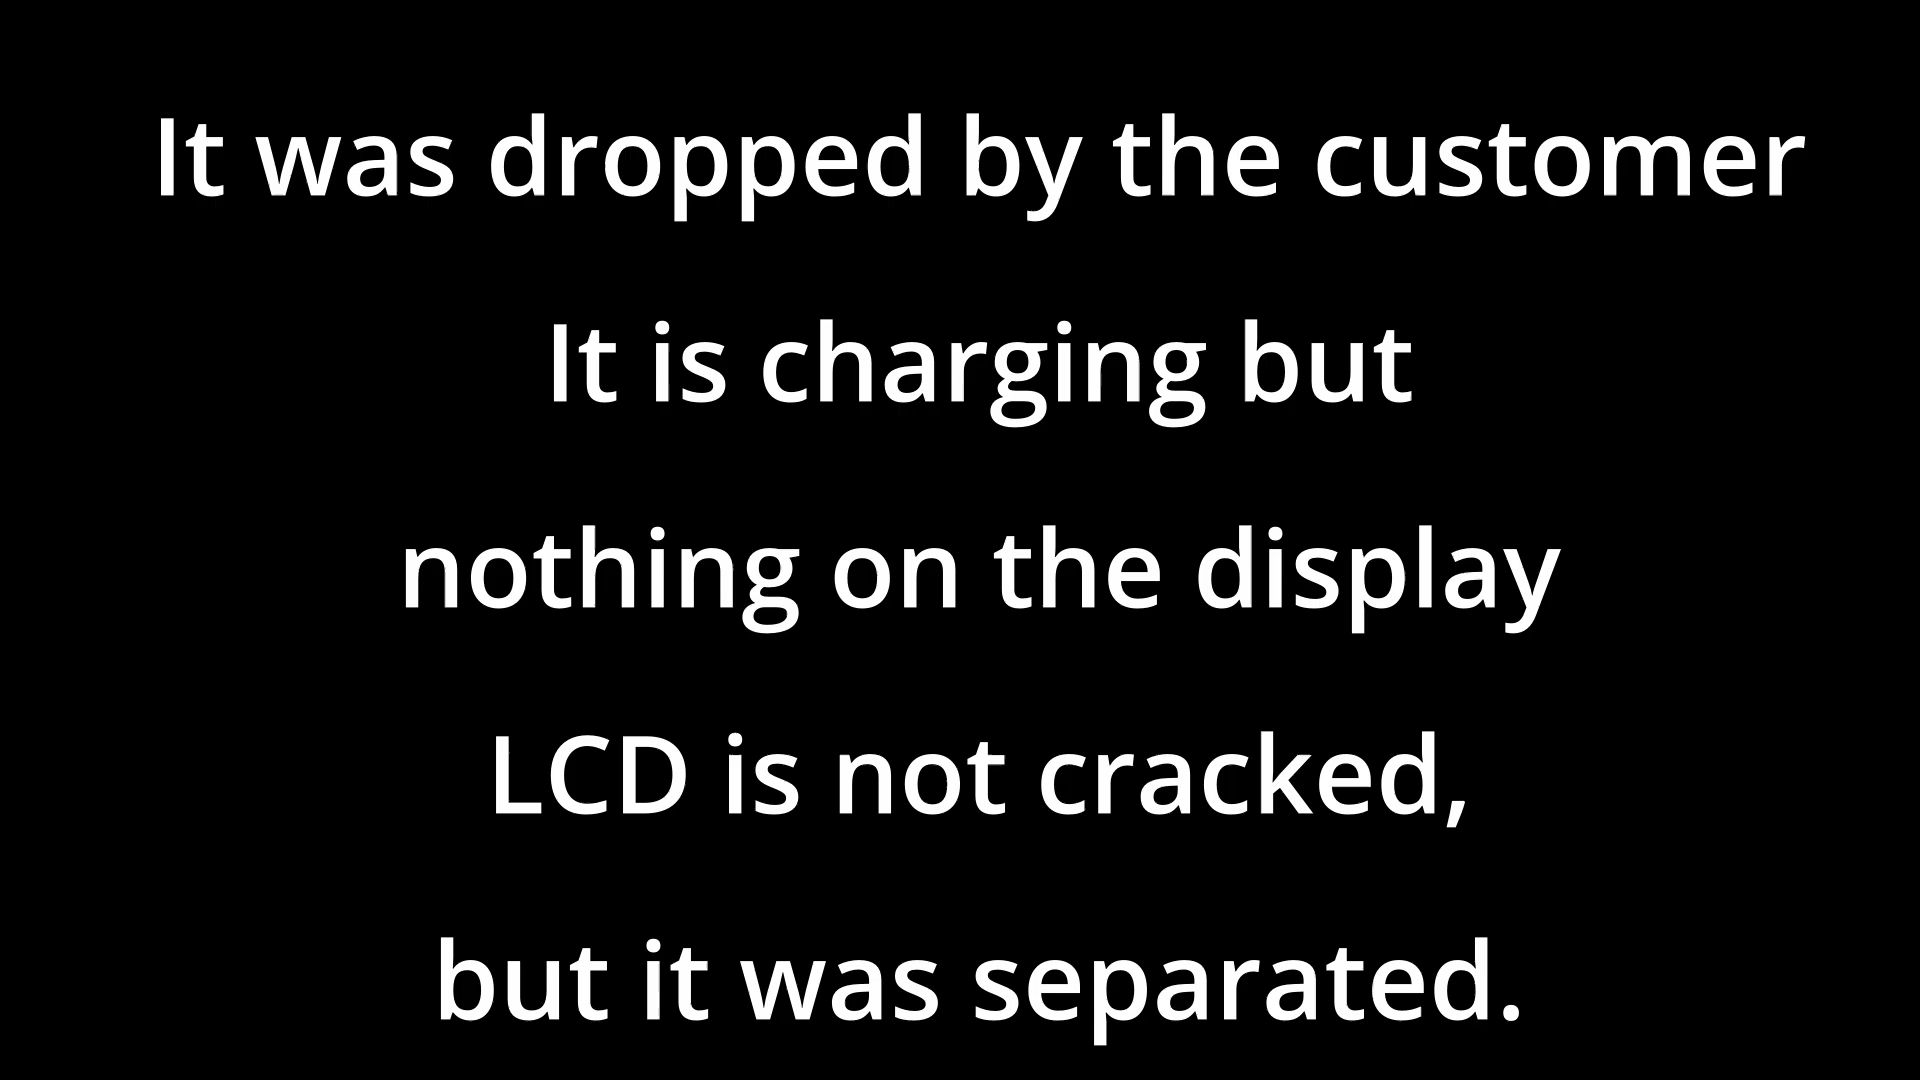 It was dropped by the customer
It is charging but
nothing on the display
LCD is not cracked,
but it was separated.